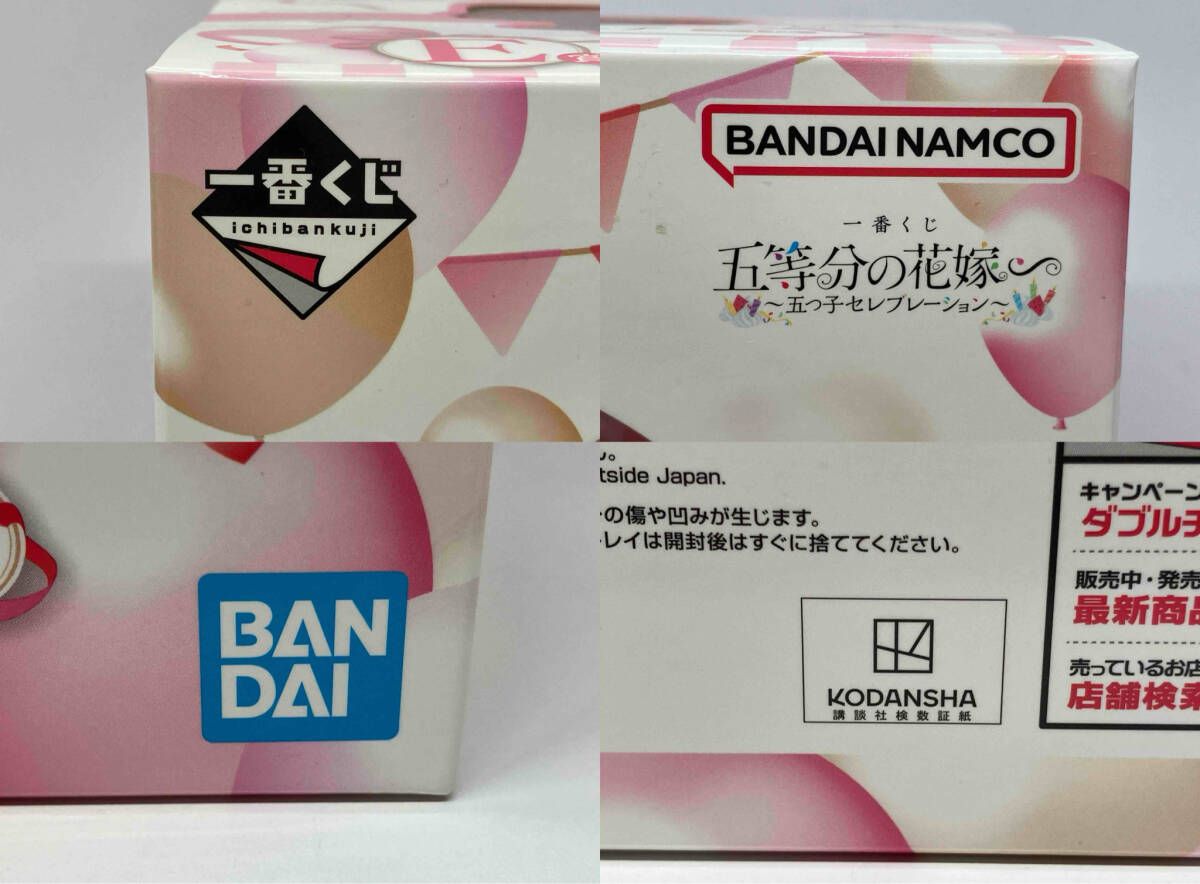 E
一番くじ
ichibankuji
BANDAI NAMCO
一番くじ
五等分の花嫁
～五つ子セレブレーション～
BAN
DAI
tside Japan.
の傷や凹みが生じます。
レイは開封後はすぐに捨ててください。
KODANSHA
講談社検数証紙
キャンペーン
ダブルチ
販売中・発売
最新商品
売っているお店
店舗検索